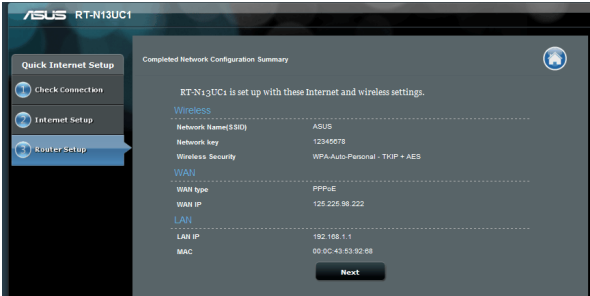 ASUS RT-N13UC1
Quick Internet Setup
1 Check Connection
2 Internet Setup
3 Router Setup
Completed Network Configuration Summary
RT-N13UC1 is set up with these Internet and wireless settings.
Wireless
Network Name(SSID) ASUS
Network key 12345678
Wireless Security WPA-Auto-Personal - TKIP + AES
WAN
WAN type PPPoE
WAN IP 125.225.98.222
LAN
LAN IP 192.168.1.1
MAC 00:0C:43:53:92:68
Next